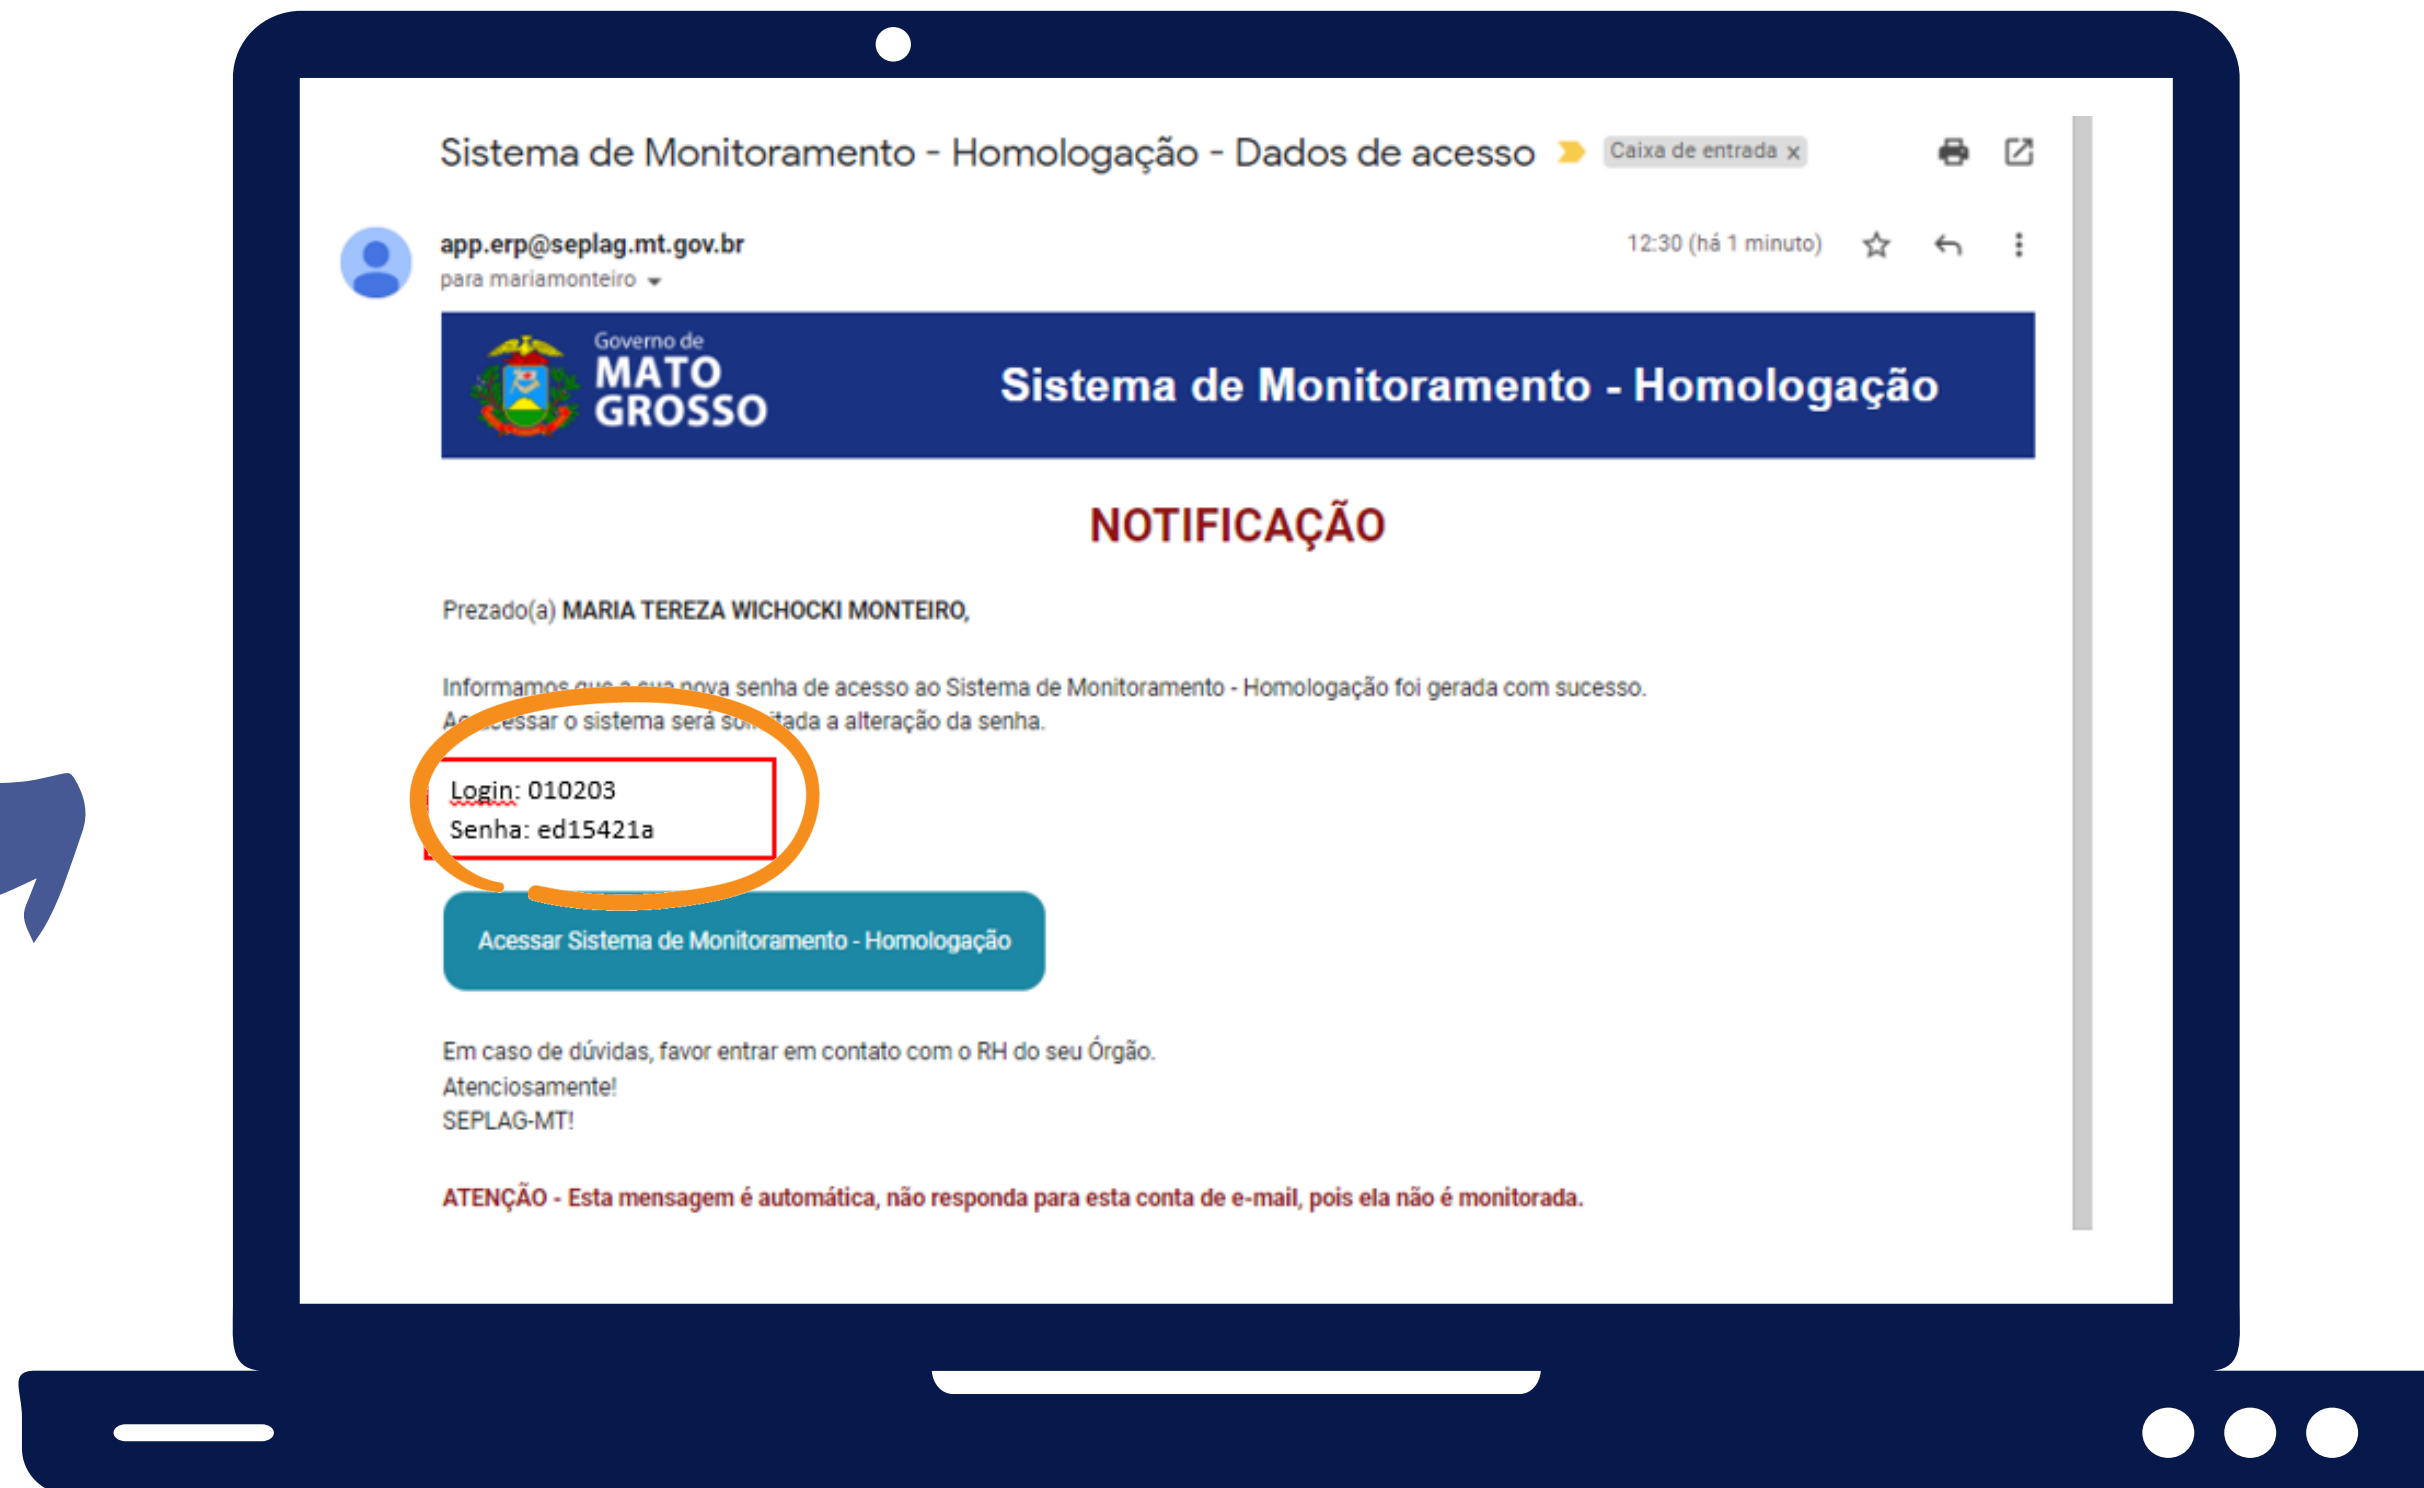 Sistema de Monitoramento - Homologação - Dados de acesso Caixa de entrada x
app.erp@seplag.mt.gov.br 12:30 (há 1 minuto)
para mariamonteiro
Governo de
MATO
GROSSO
Sistema de Monitoramento - Homologação
NOTIFICAÇÃO
Prezado(a) MARIA TEREZA WICHOCKI MONTEIRO,
Informamos que a sua nova senha de acesso ao Sistema de Monitoramento - Homologação foi gerada com sucesso.
Ao acessar o sistema será solicitada a alteração da senha.
Login: 010203
Senha: ed15421a
Acessar Sistema de Monitoramento - Homologação
Em caso de dúvidas, favor entrar em contato com o RH do seu Órgão.
Atenciosamente!
SEPLAG-MT!
ATENÇÃO - Esta mensagem é automática, não responda para esta conta de e-mail, pois ela não é monitorada.